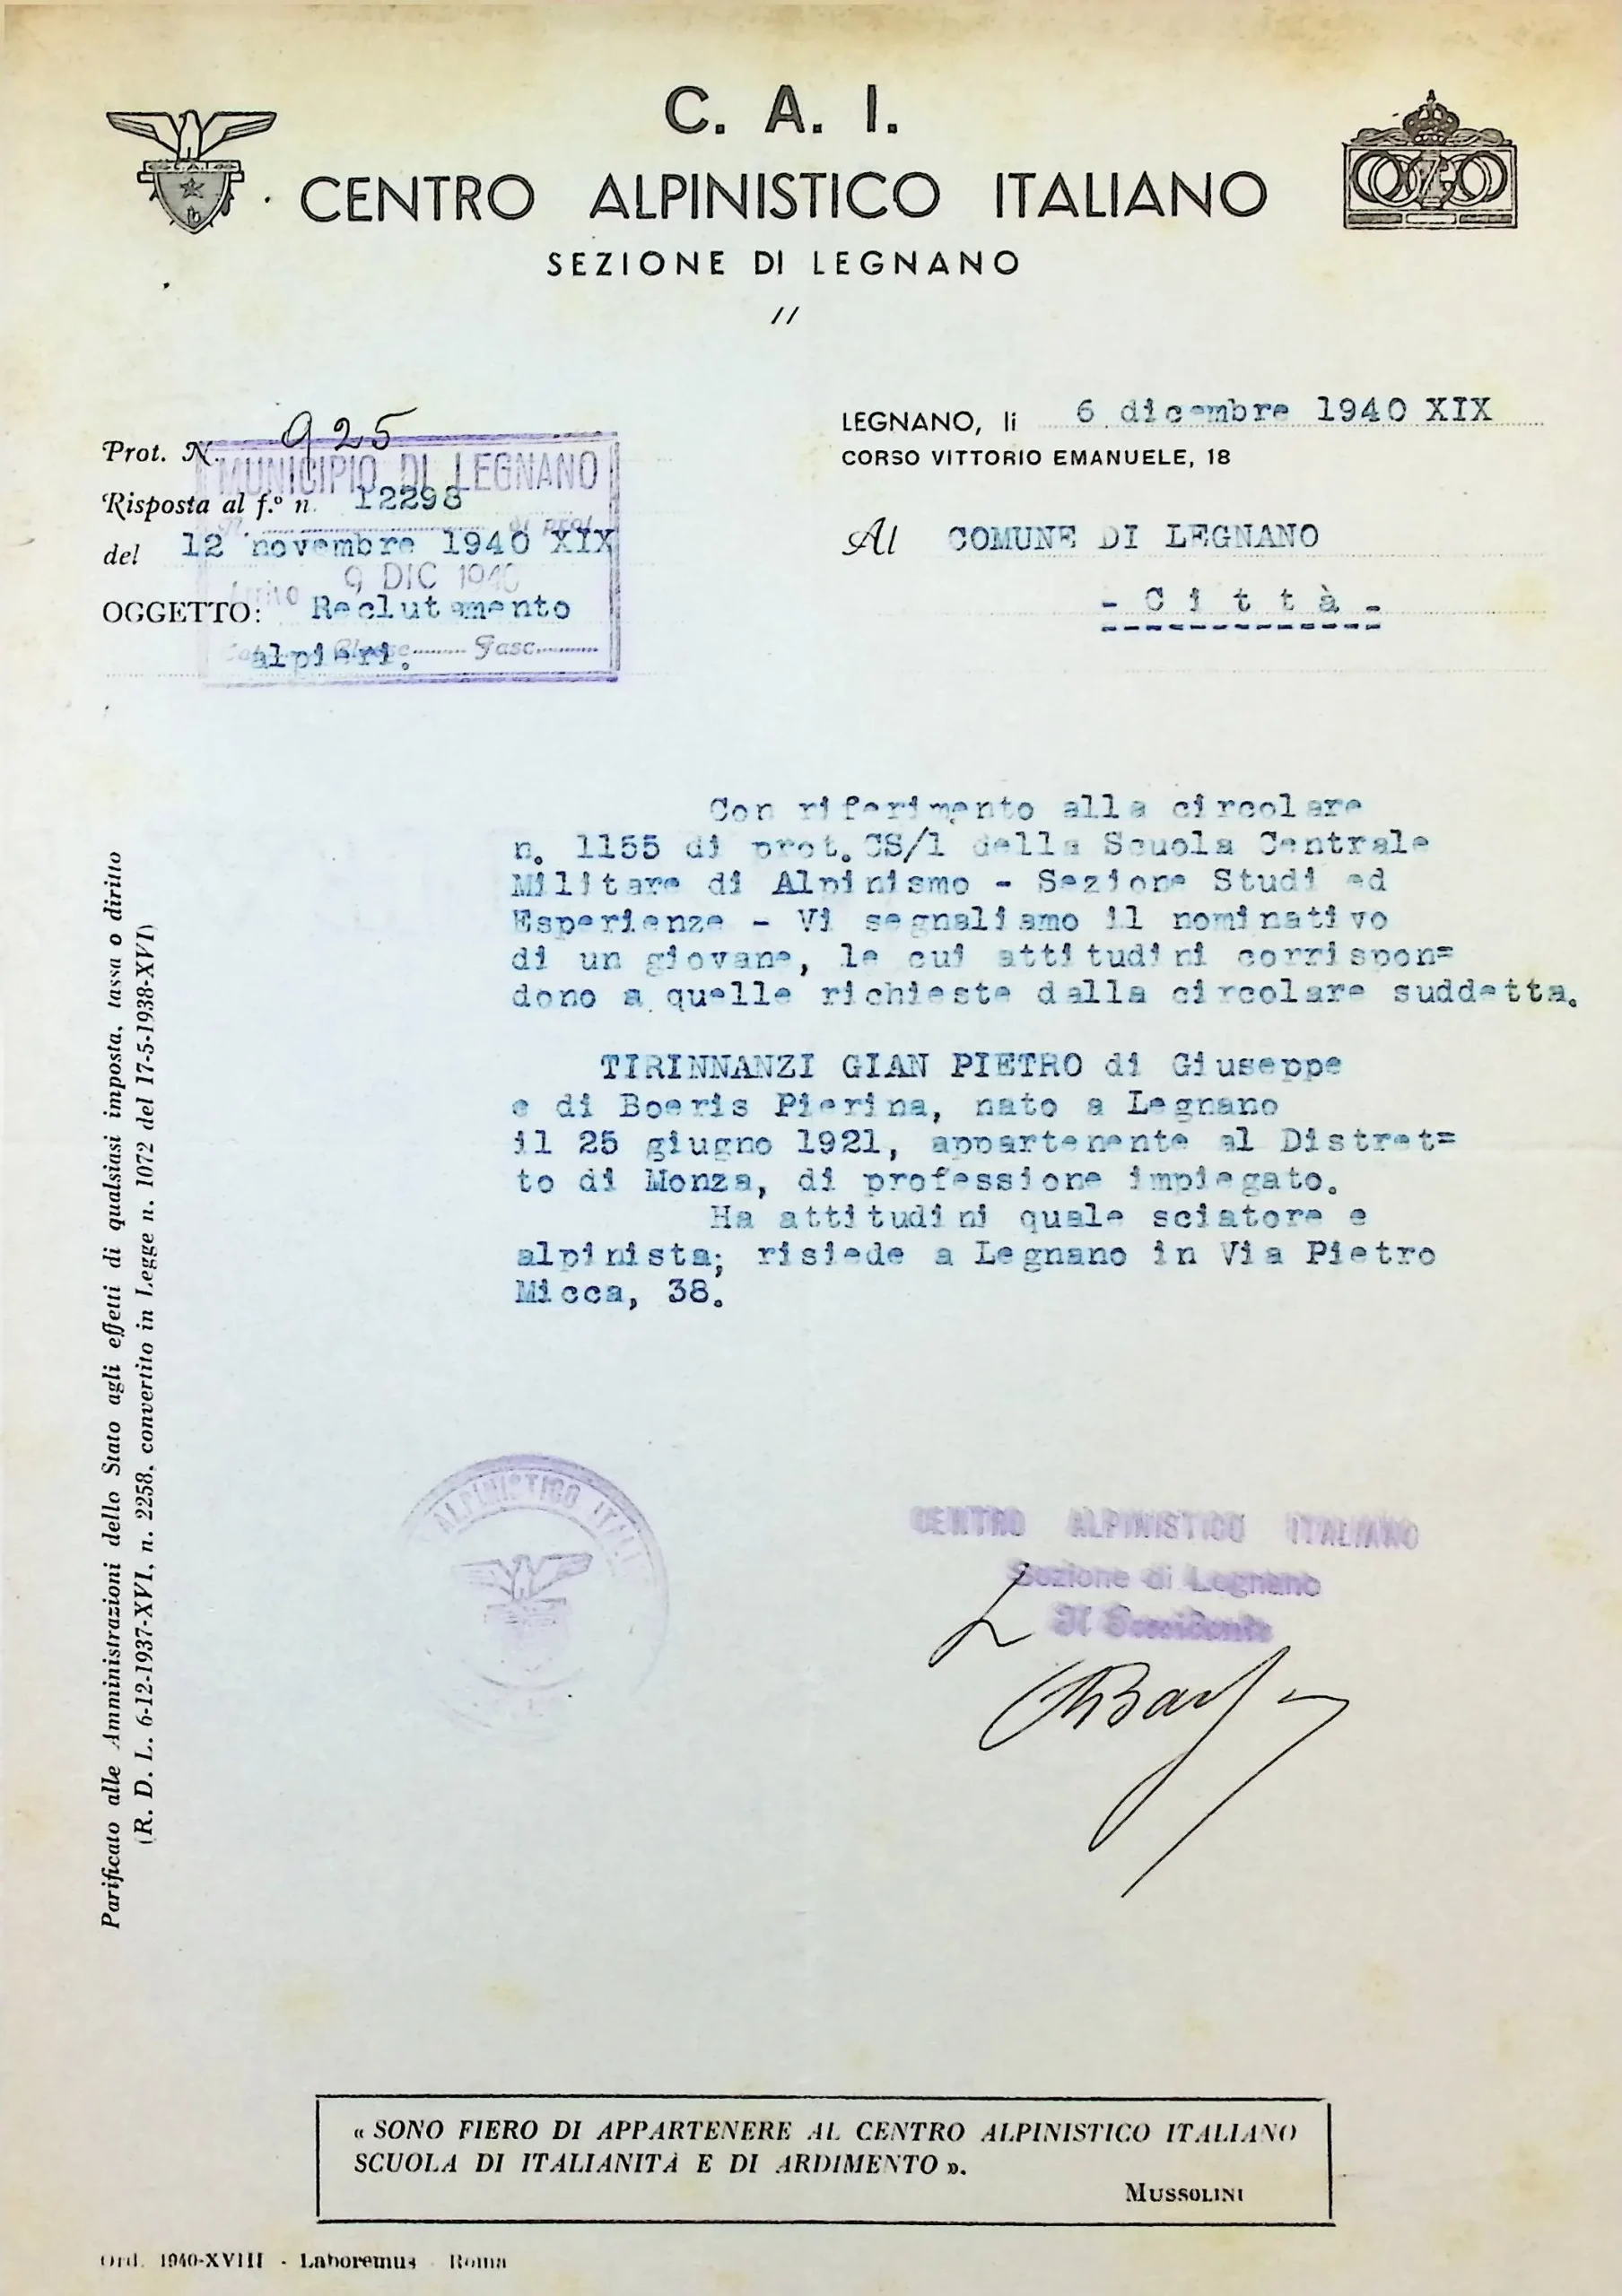 C. A. I.
CENTRO ALPINISTICO ITALIANO
SEZIONE DI LEGNANO
//
Prot. N. 925
MUNICIPIO DI LEGNANO
Risposta al f.º n. 12298
del 12 novembre 1940 XIX
9 DIC 1940
OGGETTO: Reclutamento
alpieri.
Classe Fasc.
LEGNANO, li 6 dicembre 1940 XIX
CORSO VITTORIO EMANUELE, 18
Al COMUNE DI LEGNANO
- C i t t à -
Con riferimento alla circolare
n. 1155 di prot. CS/1 della Scuola Centrale
Militare di Alpinismo - Sezione Studi ed
Esperienze - Vi segnaliamo il nominativo
di un giovane, le cui attitudini corrispon=
dono a quelle richieste dalla circolare suddetta.
TIRINNANZI GIAN PIETRO di Giuseppe
e di Boeris Pierina, nato a Legnano
il 25 giugno 1921, appartenente al Distret=
to di Monza, di professione impiegato.
Ha attitudini quale sciatore e
alpinista; risiede a Legnano in Via Pietro
Micca, 38.
ALPINISTICO ITALI
CENTRO ALPINISTICO ITALIANO
Sezione di Legnano
Il Presidente
Parificato alle Amministrazioni dello Stato agli effetti di qualsiasi imposta, tassa o diritto
(R. D. L. 6-12-1937-XVI, n. 2258, convertito in Legge n. 1072 del 17-5-1938-XVI)
« SONO FIERO DI APPARTENERE AL CENTRO ALPINISTICO ITALIANO
SCUOLA DI ITALIANITÀ E DI ARDIMENTO ».
MUSSOLINI
Ord. 1940-XVIII - Laboremus - Roma